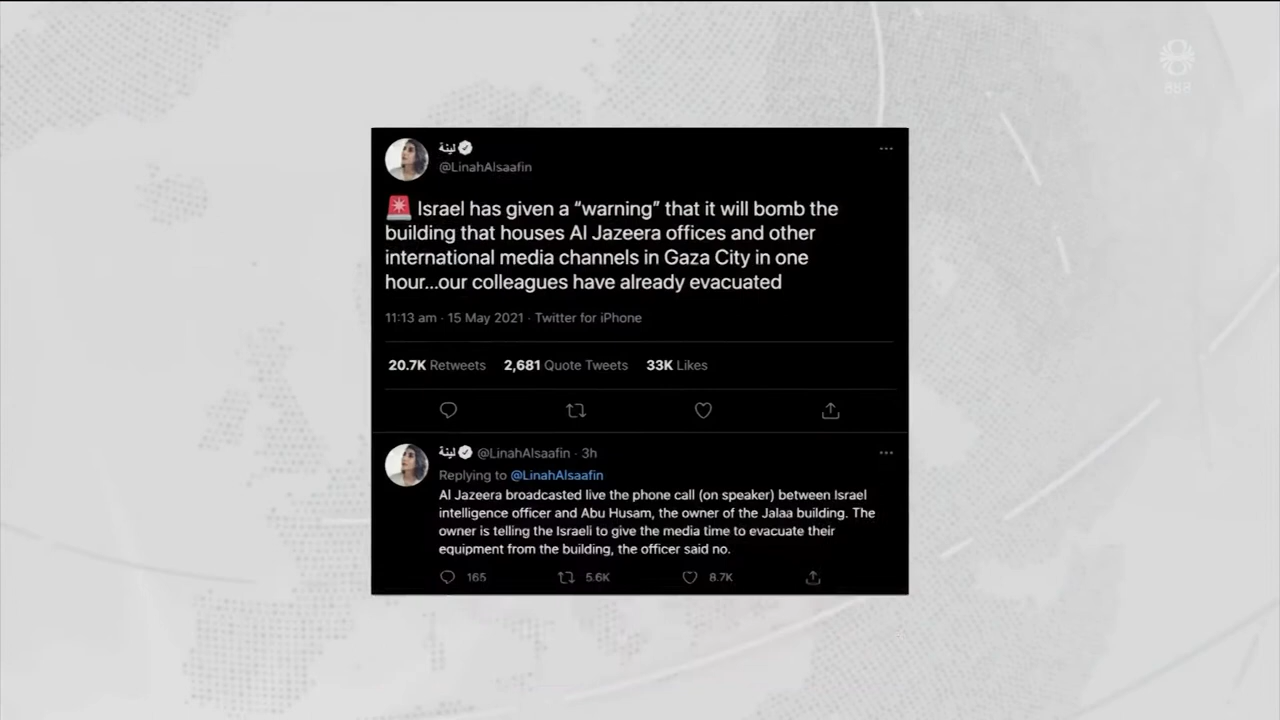 888
لينة
@LinahAlsaafin
Israel has given a “warning” that it will bomb the
building that houses Al Jazeera offices and other
international media channels in Gaza City in one
hour...our colleagues have already evacuated
11:13 am · 15 May 2021 · Twitter for iPhone
20.7K Retweets 2,681 Quote Tweets 33K Likes
لينة @LinahAlsaafin · 3h
Replying to @LinahAlsaafin
Al Jazeera broadcasted live the phone call (on speaker) between Israel
intelligence officer and Abu Husam, the owner of the Jalaa building. The
owner is telling the Israeli to give the media time to evacuate their
equipment from the building, the officer said no.
165 5.6K 8.7K